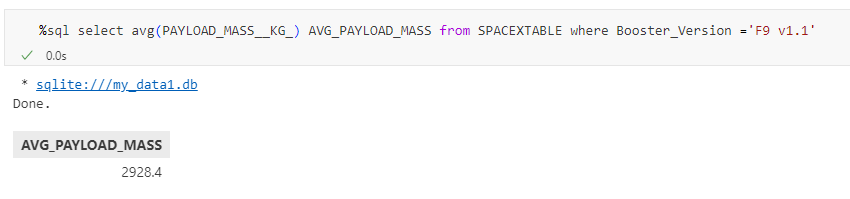 %sql select avg(PAYLOAD_MASS__KG_) AVG_PAYLOAD_MASS from SPACEXTABLE where Booster_Version ='F9 v1.1'
✓ 0.0s
* sqlite:///my_data1.db
Done.
AVG_PAYLOAD_MASS
2928.4